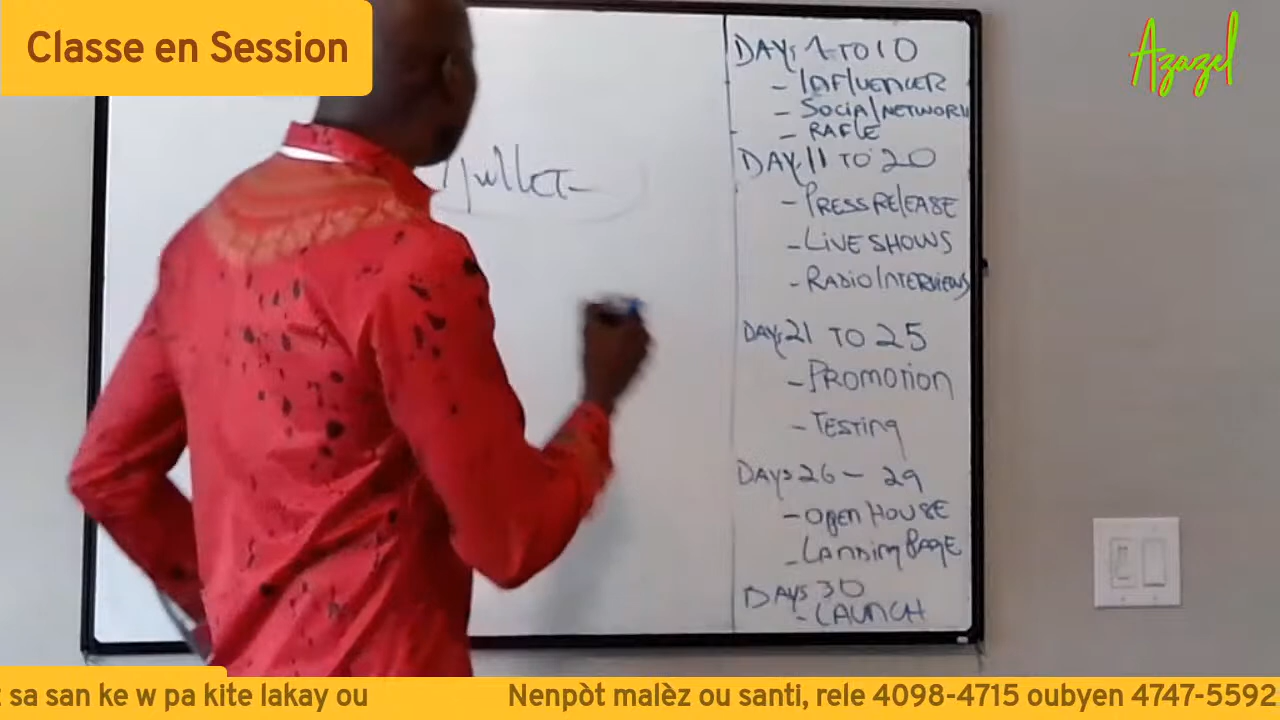 Classe en Session
Azazel
Juillet
DAYS 1 TO 10
- INFLUENCER
- SOCIAL NETWORK
- RAFLE
DAY 11 TO 20
- PRESS RELEASE
- LIVE SHOWS
- RADIO INTERVIEWS
DAYS 21 TO 25
- PROMOTION
- TESTING
DAYS 26 - 29
- OPEN HOUSE
- LANDING PAGE
DAYS 30
- LAUNCH
sa san ke w pa kite lakay ou Nenpòt malèz ou santi, rele 4098-4715 oubyen 4747-5592